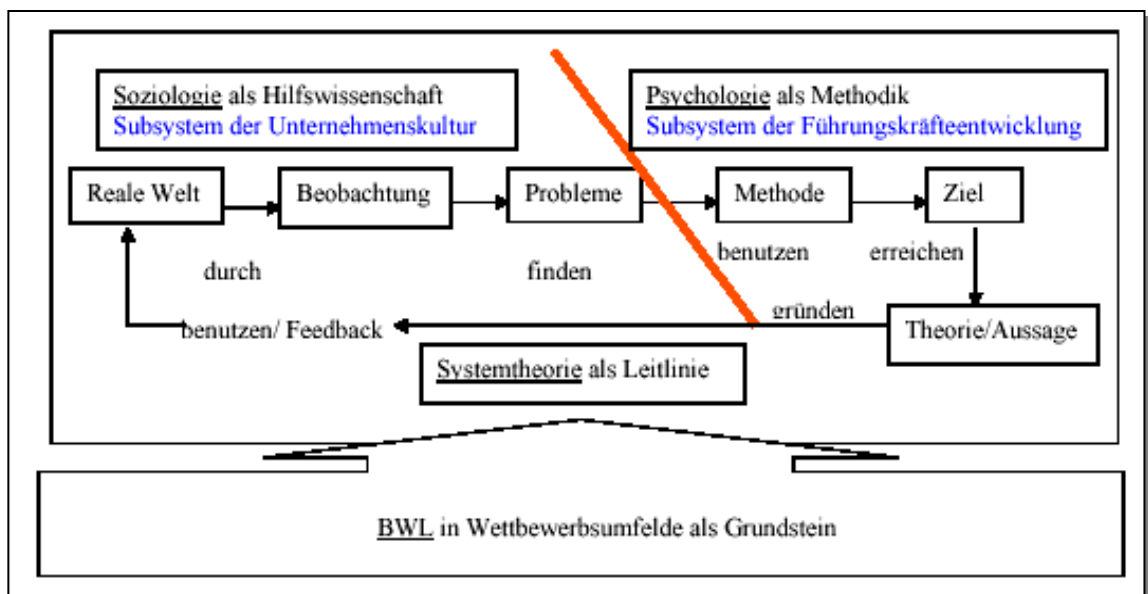 Soziologie als Hilfswissenschaft
Subsystem der Unternehmenskultur
Psychologie als Methodik
Subsystem der Führungskräfteentwicklung
Reale Welt
Beobachtung
Probleme
Methode
Ziel
durch
finden
benutzen
erreichen
benutzen/ Feedback
gründen
Theorie/Aussage
Systemtheorie als Leitlinie
BWL in Wettbewerbsumfelde als Grundstein